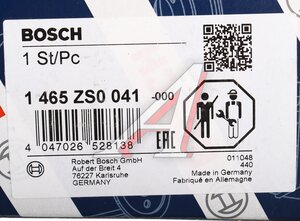 BOSCH
1 St/Pc
1 465 ZS0 041 -000
4 047026 528138
EAC
Robert Bosch GmbH
Auf der Breit 4
76227 Karlsruhe
GERMANY
011048
440
Made in Germany
Fabriqué en Allemagne